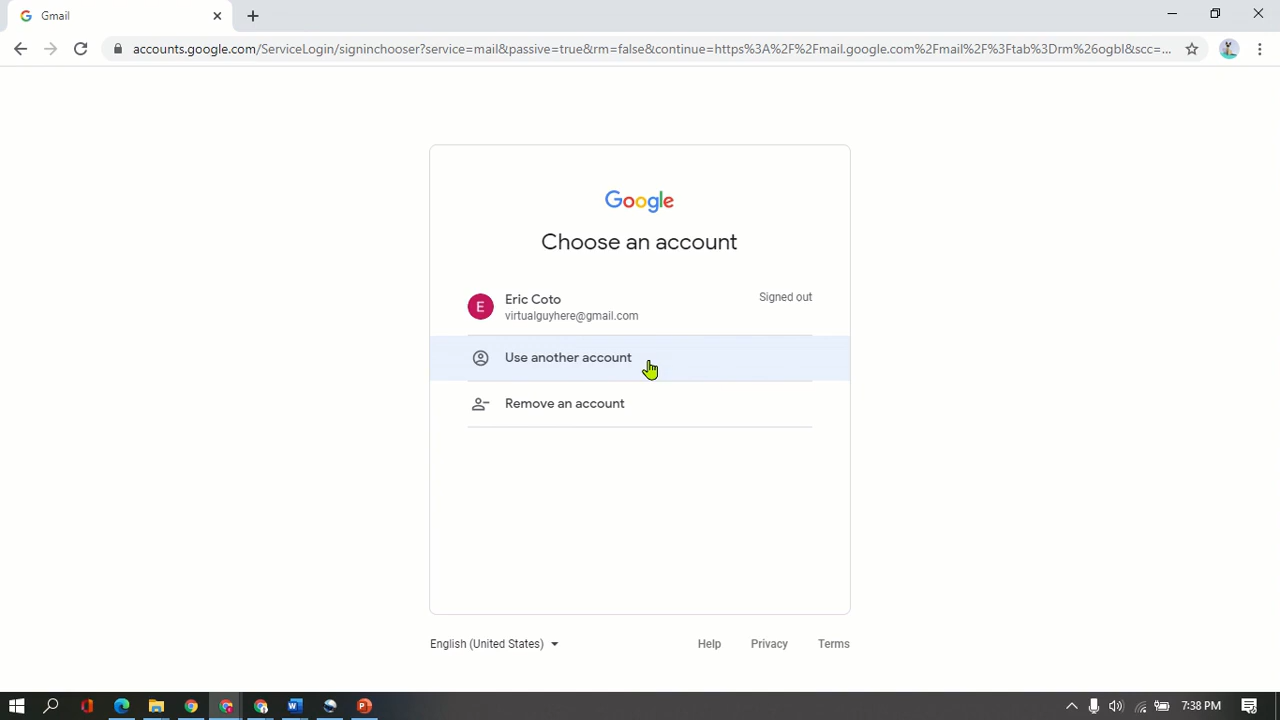 Gmail
accounts.google.com/ServiceLogin/signinchooser?service=mail&passive=true&rm=false&continue=https%3A%2F%2Fmail.google.com%2Fmail%2F%3Ftab%3Drm%26ogbl&scc=...
Google
Choose an account
E
Eric Coto
Signed out
virtualguyhere@gmail.com
Use another account
Remove an account
English (United States)
Help
Privacy
Terms
7:38 PM